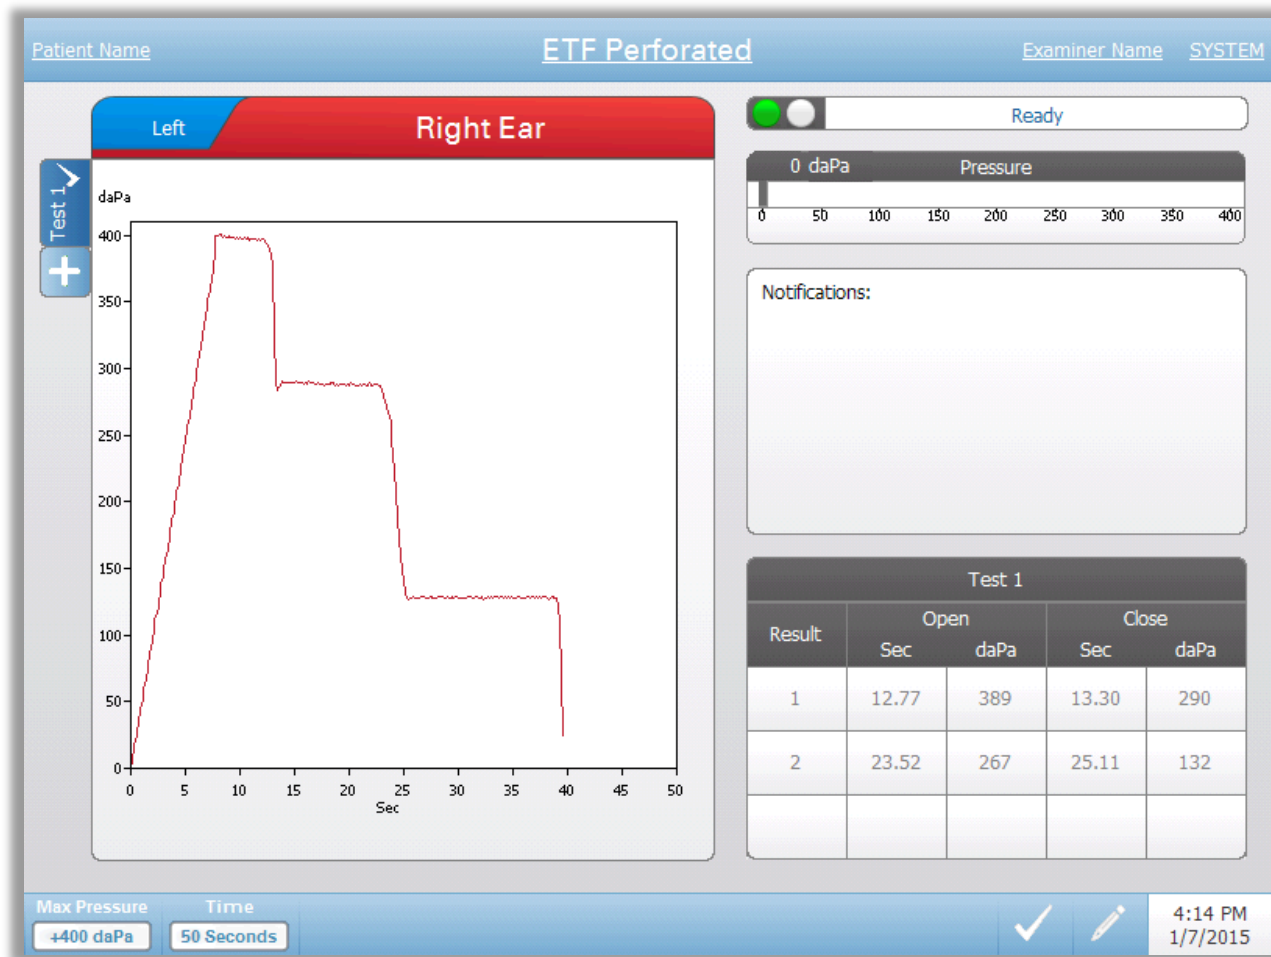 Patient Name
ETF Perforated
Examiner Name SYSTEM
Left
Right Ear
Test 1
daPa
400
350
300
250
200
150
100
50
0
0 5 10 15 20 25 30 35 40 45 50
Sec
Ready
0 daPa Pressure
0 50 100 150 200 250 300 350 400
Notifications:
Test 1
Result Open Close
Sec daPa Sec daPa
1 12.77 389 13.30 290
2 23.52 267 25.11 132
Max Pressure Time
+400 daPa 50 Seconds
4:14 PM
1/7/2015